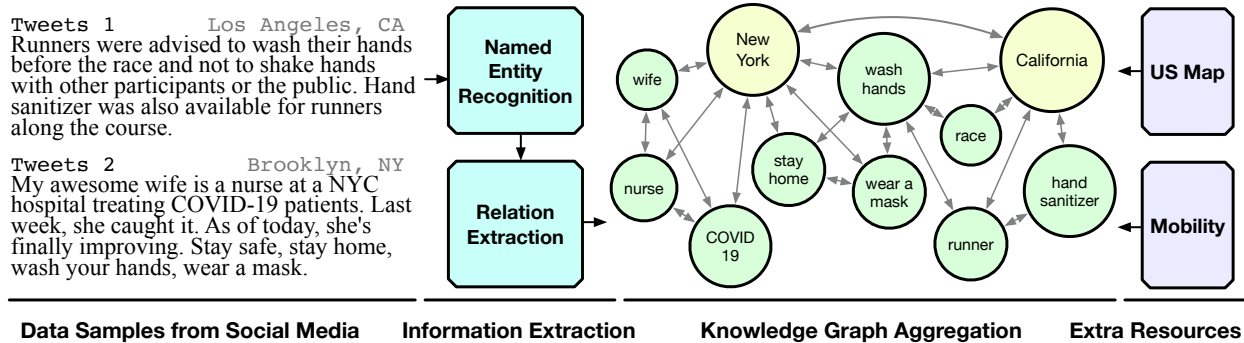 Tweets 1 Los Angeles, CA
Runners were advised to wash their hands
before the race and not to shake hands
with other participants or the public. Hand
sanitizer was also available for runners
along the course.
Tweets 2 Brooklyn, NY
My awesome wife is a nurse at a NYC
hospital treating COVID-19 patients. Last
week, she caught it. As of today, she's
finally improving. Stay safe, stay home,
wash your hands, wear a mask.
Data Samples from Social Media
Named
Entity
Recognition
Relation
Extraction
Information Extraction
New
York
California
wife
wash
hands
race
stay
home
nurse
wear a
mask
hand
sanitizer
COVID
19
runner
Knowledge Graph Aggregation
US Map
Mobility
Extra Resources